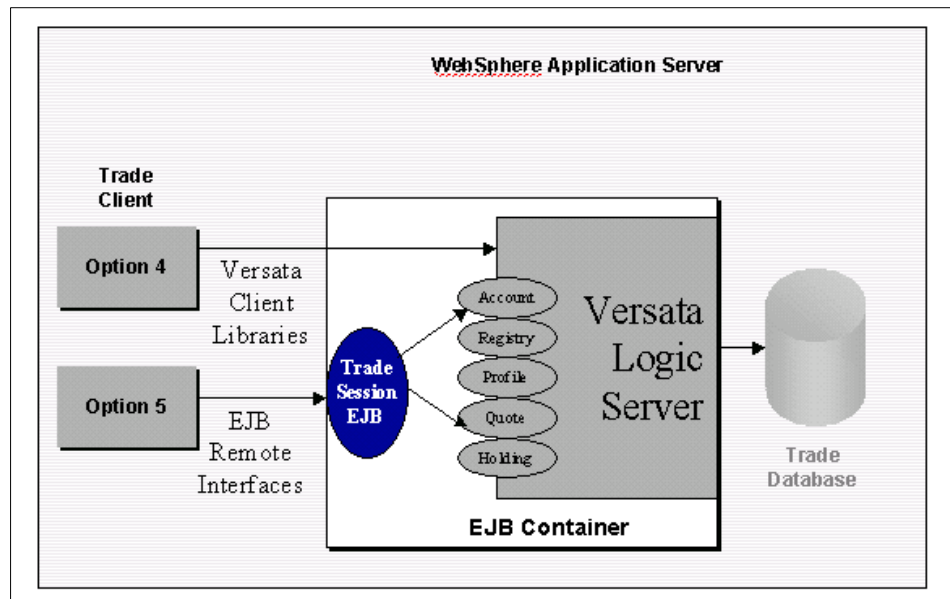 WebSphere Application Server
Trade
Client
Option 4
Versata
Client
Libraries
Option 5
EJB
Remote
Interfaces
Trade
Session
EJB
Account
Registry
Profile
Quote
Holding
Versata
Logic
Server
EJB Container
Trade
Database